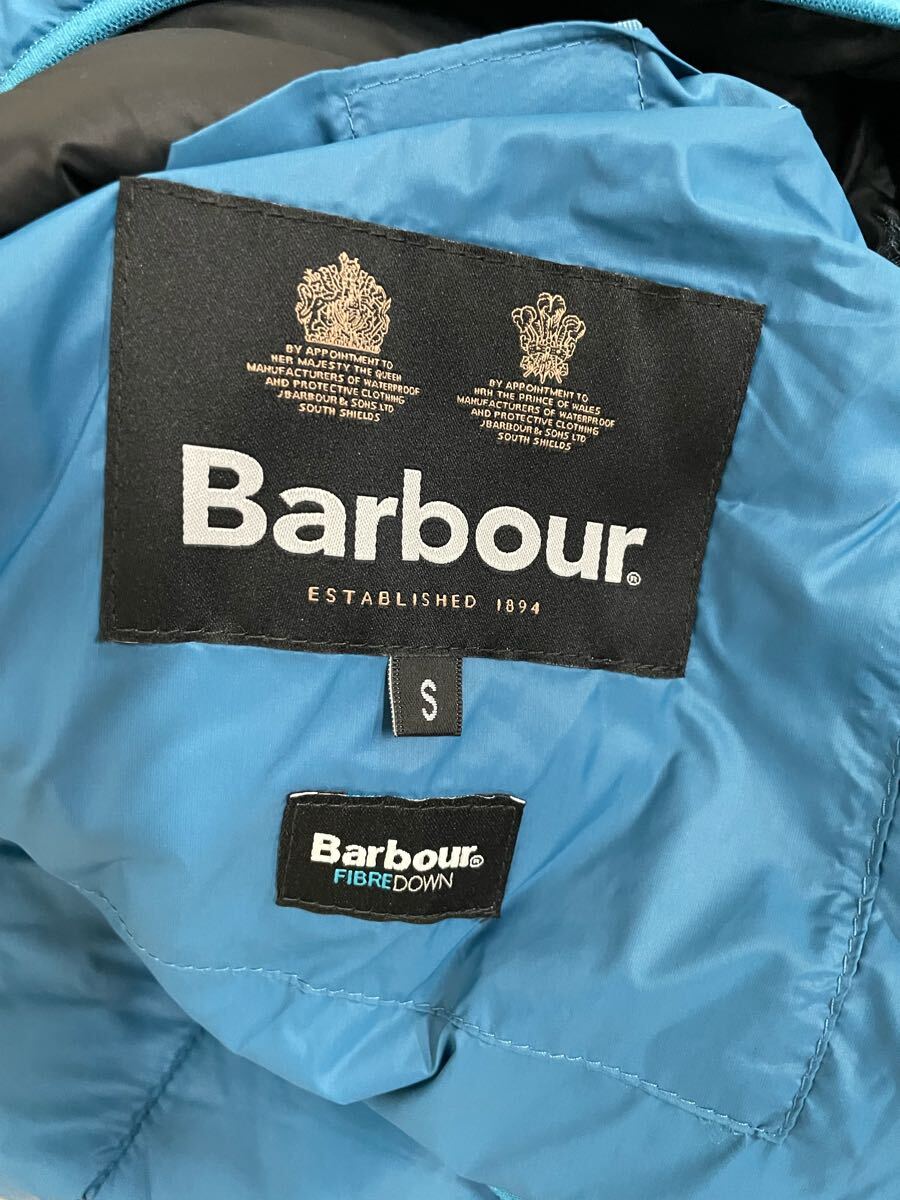 BY APPOINTMENT TO
HER MAJESTY THE QUEEN
MANUFACTURERS OF WATERPROOF
AND PROTECTIVE CLOTHING
JBARBOUR & SONS LTD
SOUTH SHIELDS
BY APPOINTMENT TO
HRH THE PRINCE OF WALES
MANUFACTURERS OF WATERPROOF
AND PROTECTIVE CLOTHING
JBARBOUR & SONS LTD
SOUTH SHIELDS
Barbour®
ESTABLISHED 1894
S
Barbour®
FIBREDOWN